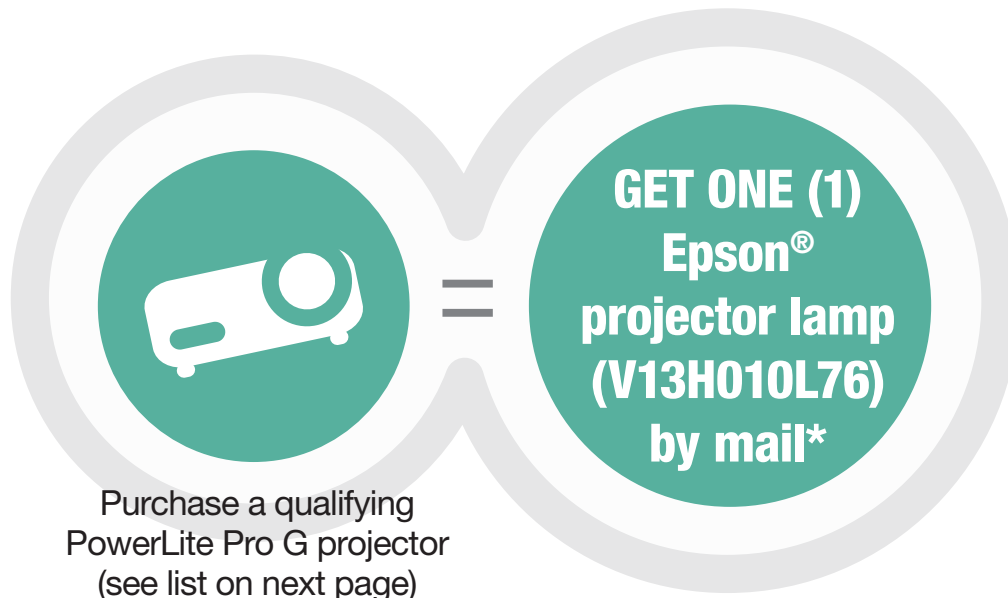 GET ONE (1)
Epson®
projector lamp
(V13H010L76)
by mail*
=
Purchase a qualifying
PowerLite Pro G projector
(see list on next page)